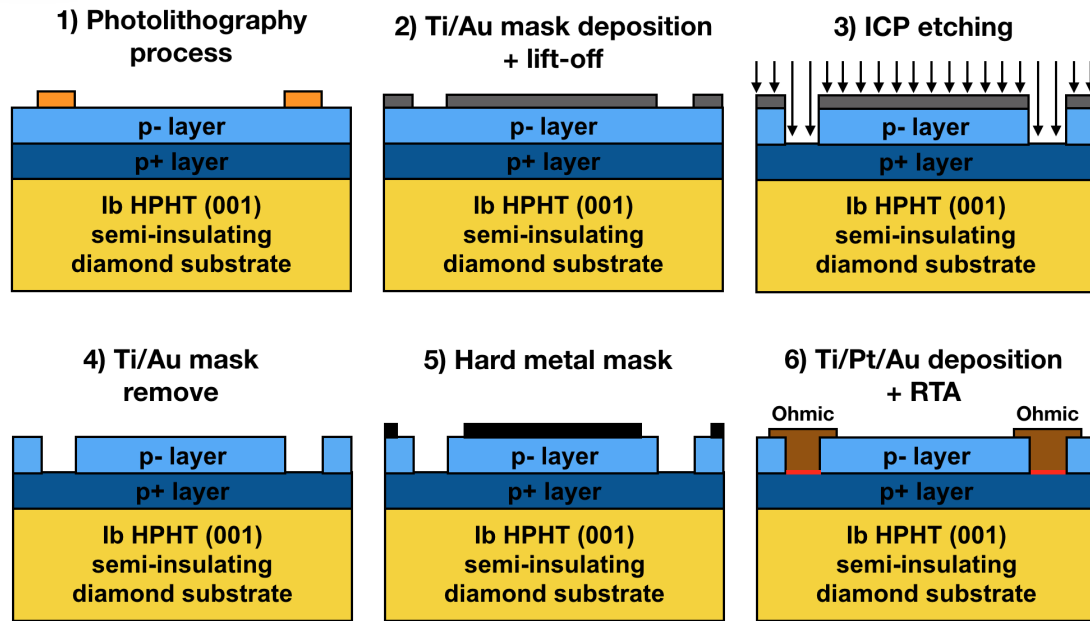 1) Photolithography
process
p- layer
p+ layer
Ib HPHT (001)
semi-insulating
diamond substrate
2) Ti/Au mask deposition
+ lift-off
p- layer
p+ layer
Ib HPHT (001)
semi-insulating
diamond substrate
3) ICP etching
p- layer
p+ layer
Ib HPHT (001)
semi-insulating
diamond substrate
4) Ti/Au mask
remove
p- layer
p+ layer
Ib HPHT (001)
semi-insulating
diamond substrate
5) Hard metal mask
p- layer
p+ layer
Ib HPHT (001)
semi-insulating
diamond substrate
6) Ti/Pt/Au deposition
+ RTA
Ohmic
Ohmic
p- layer
p+ layer
Ib HPHT (001)
semi-insulating
diamond substrate